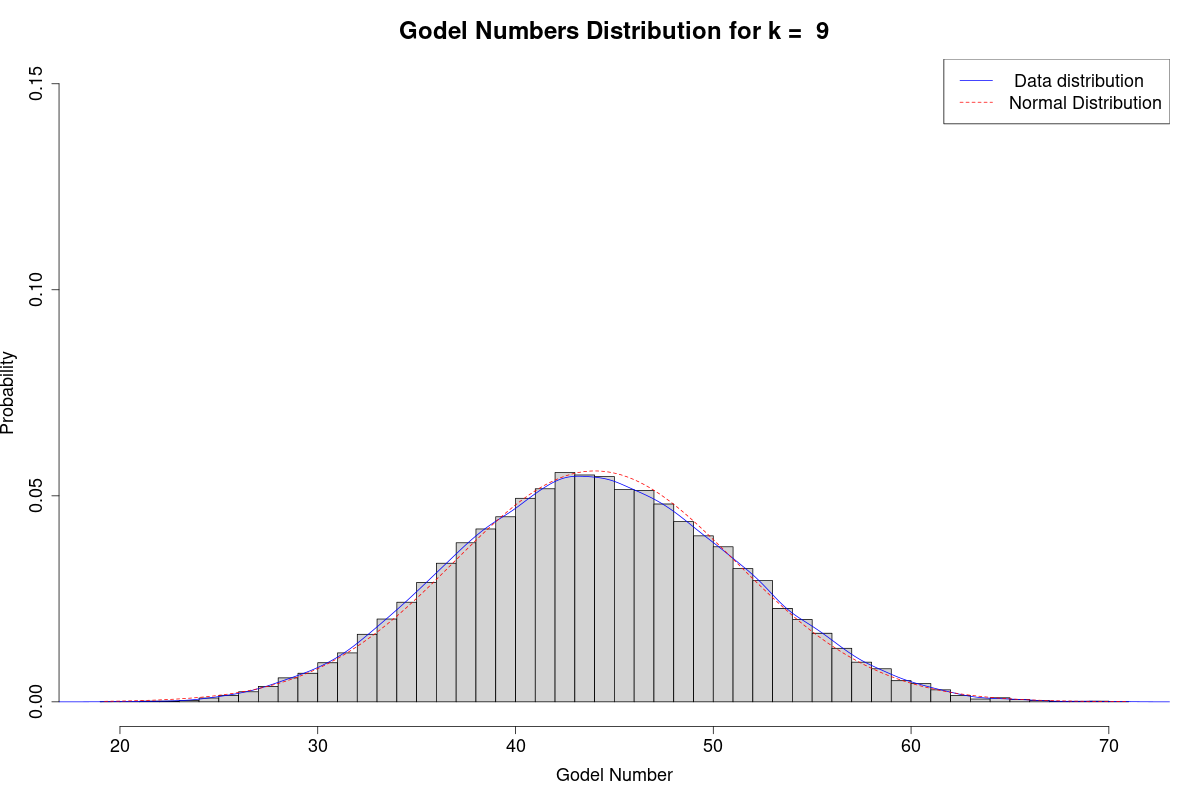 Godel Numbers Distribution for k =  9
Data distribution
Normal Distribution
0.15
0.10
0.05
0.00
Probability
20 30 40 50 60 70
Godel Number